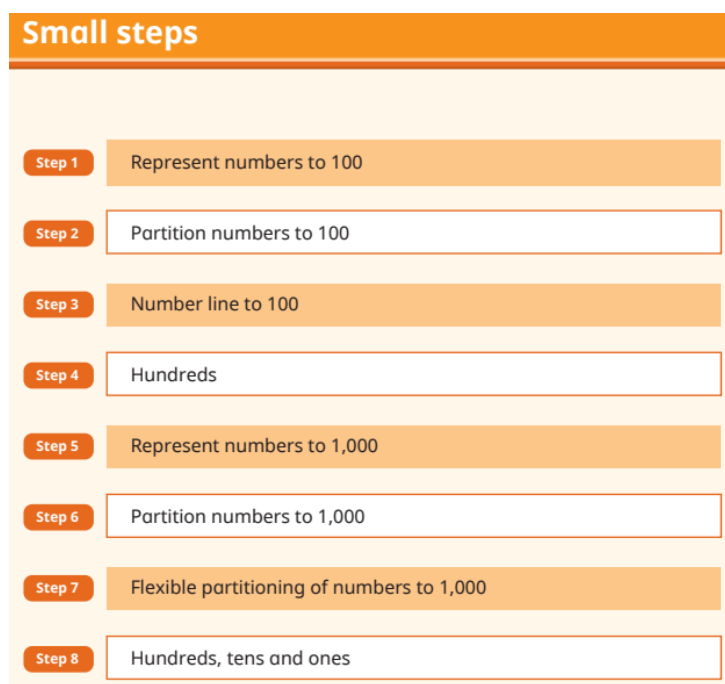 Small steps
Step 1 Represent numbers to 100
Step 2 Partition numbers to 100
Step 3 Number line to 100
Step 4 Hundreds
Step 5 Represent numbers to 1,000
Step 6 Partition numbers to 1,000
Step 7 Flexible partitioning of numbers to 1,000
Step 8 Hundreds, tens and ones